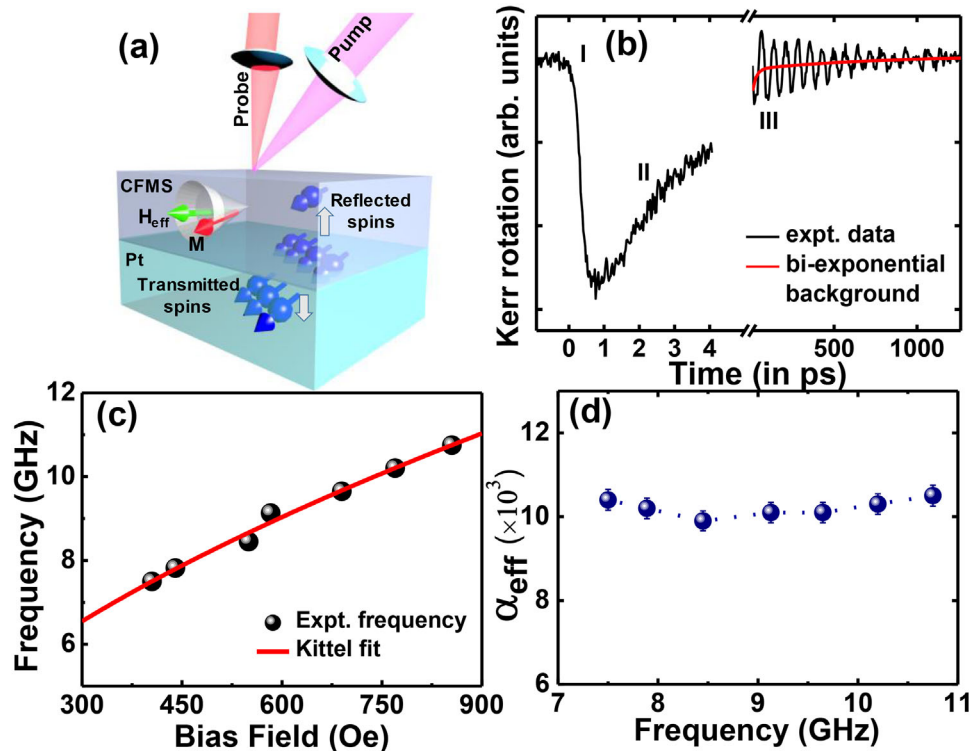 (a)
Probe
Pump
CFMS
H_eff
M
Reflected
spins
Pt
Transmitted
spins
(b)
Kerr rotation (arb. units)
I
II
III
expt. data
bi-exponential
background
0 1 2 3 4 500 1000
Time (in ps)
(c)
Frequency (GHz)
12
10
8
6
Expt. frequency
Kittel fit
300 450 600 750 900
Bias Field (Oe)
(d)
α_eff (×10³)
12
10
8
6
7 8 9 10 11
Frequency (GHz)